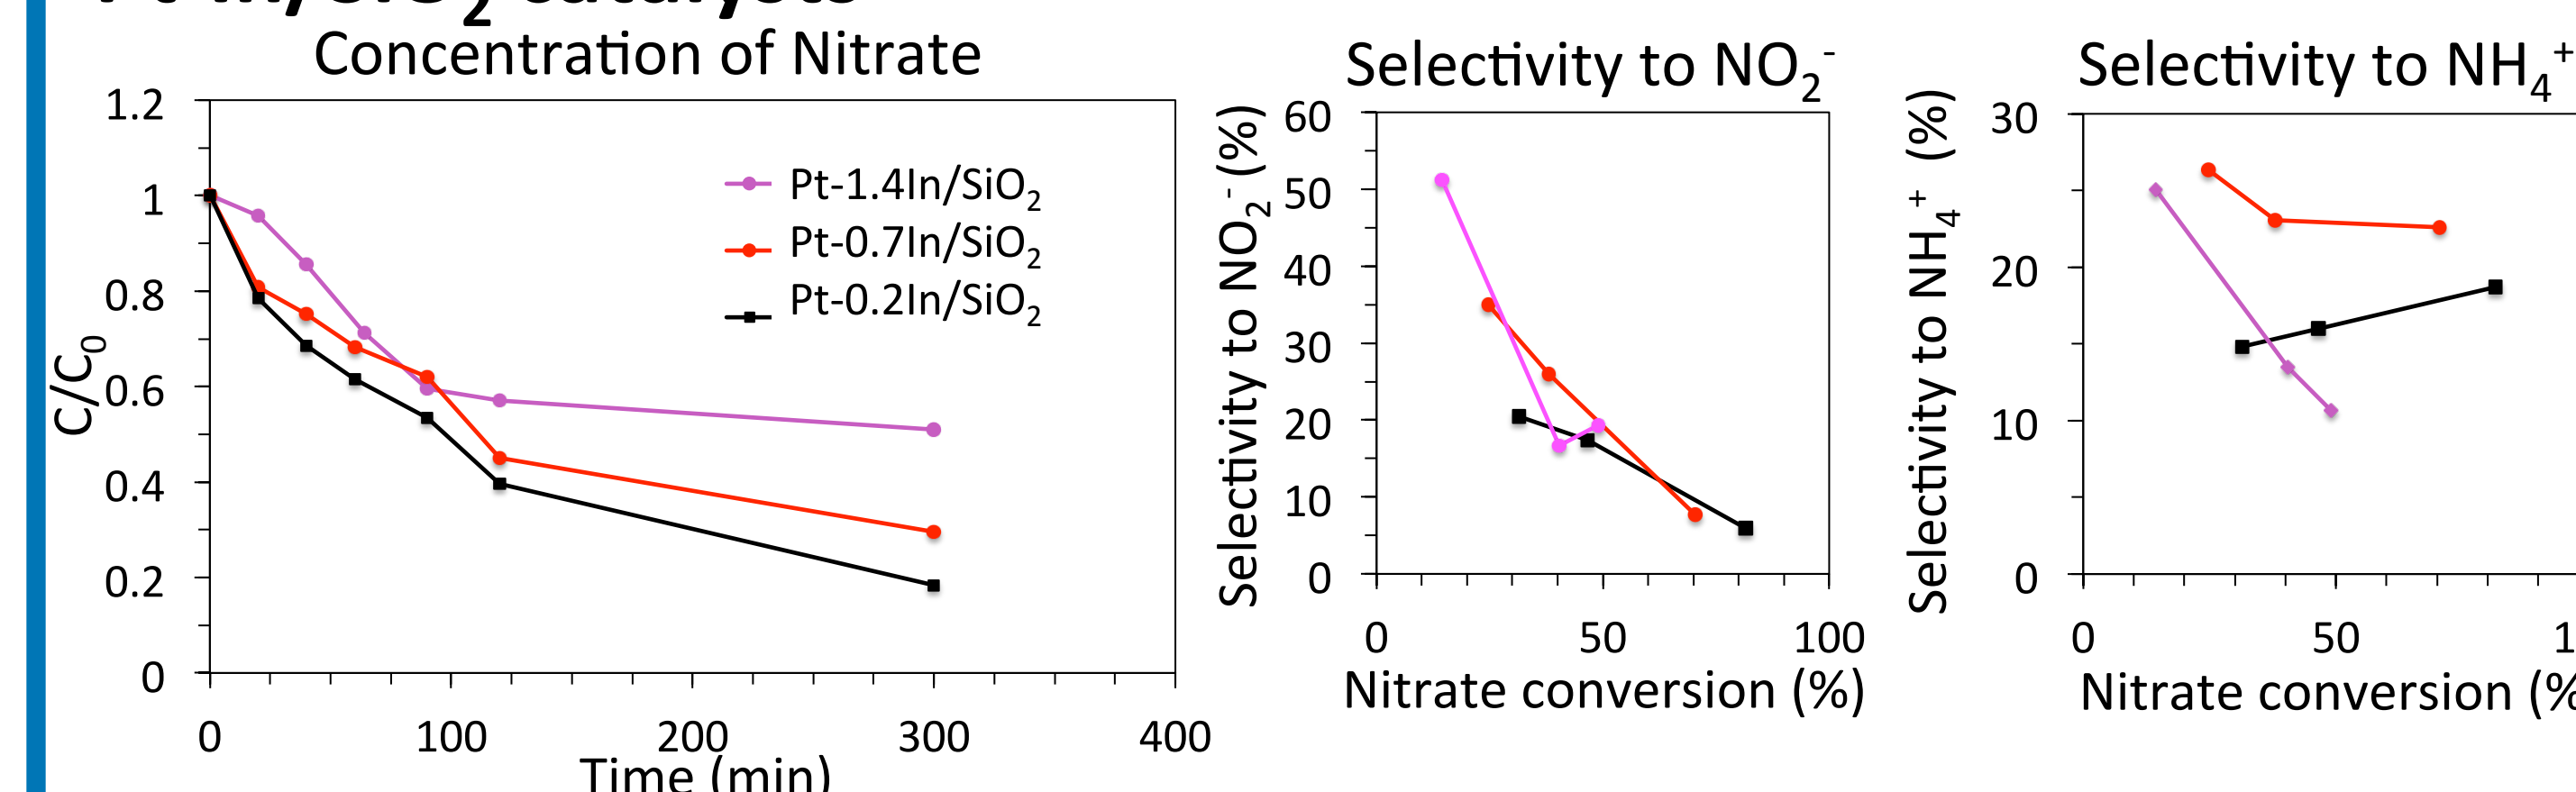 Concentration of Nitrate
1.2
1
0.8
0.6
0.4
0.2
0
C/C₀
Pt-1.4In/SiO₂
Pt-0.7In/SiO₂
Pt-0.2In/SiO₂
0 100 200 300 400
Time (min)
Selectivity to NO₂⁻
Selectivity to NO₂⁻ (%)
60
50
40
30
20
10
0
0 50 100
Nitrate conversion (%)
Selectivity to NH₄⁺
Selectivity to NH₄⁺ (%)
30
20
10
0
0 50 1
Nitrate conversion (%